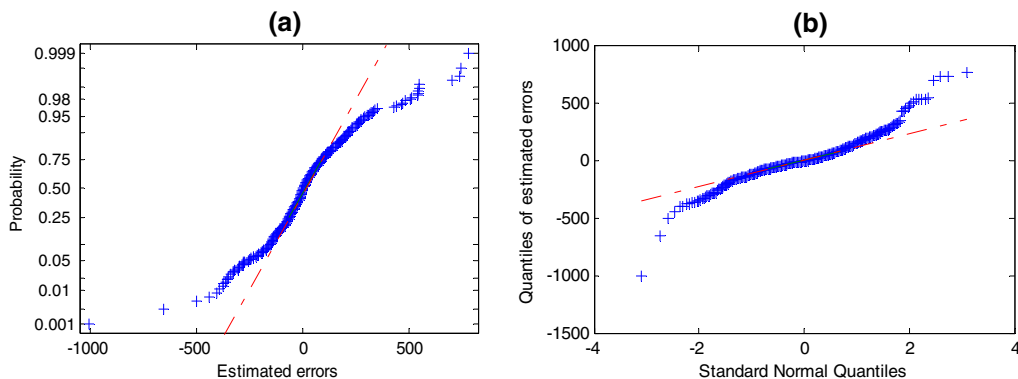 (a)
Probability
0.999
0.98
0.95
0.75
0.50
0.25
0.05
0.01
0.001
-1000 -500 0 500
Estimated errors
(b)
Quantiles of estimated errors
1000
500
0
-500
-1000
-1500
-4 -2 0 2 4
Standard Normal Quantiles